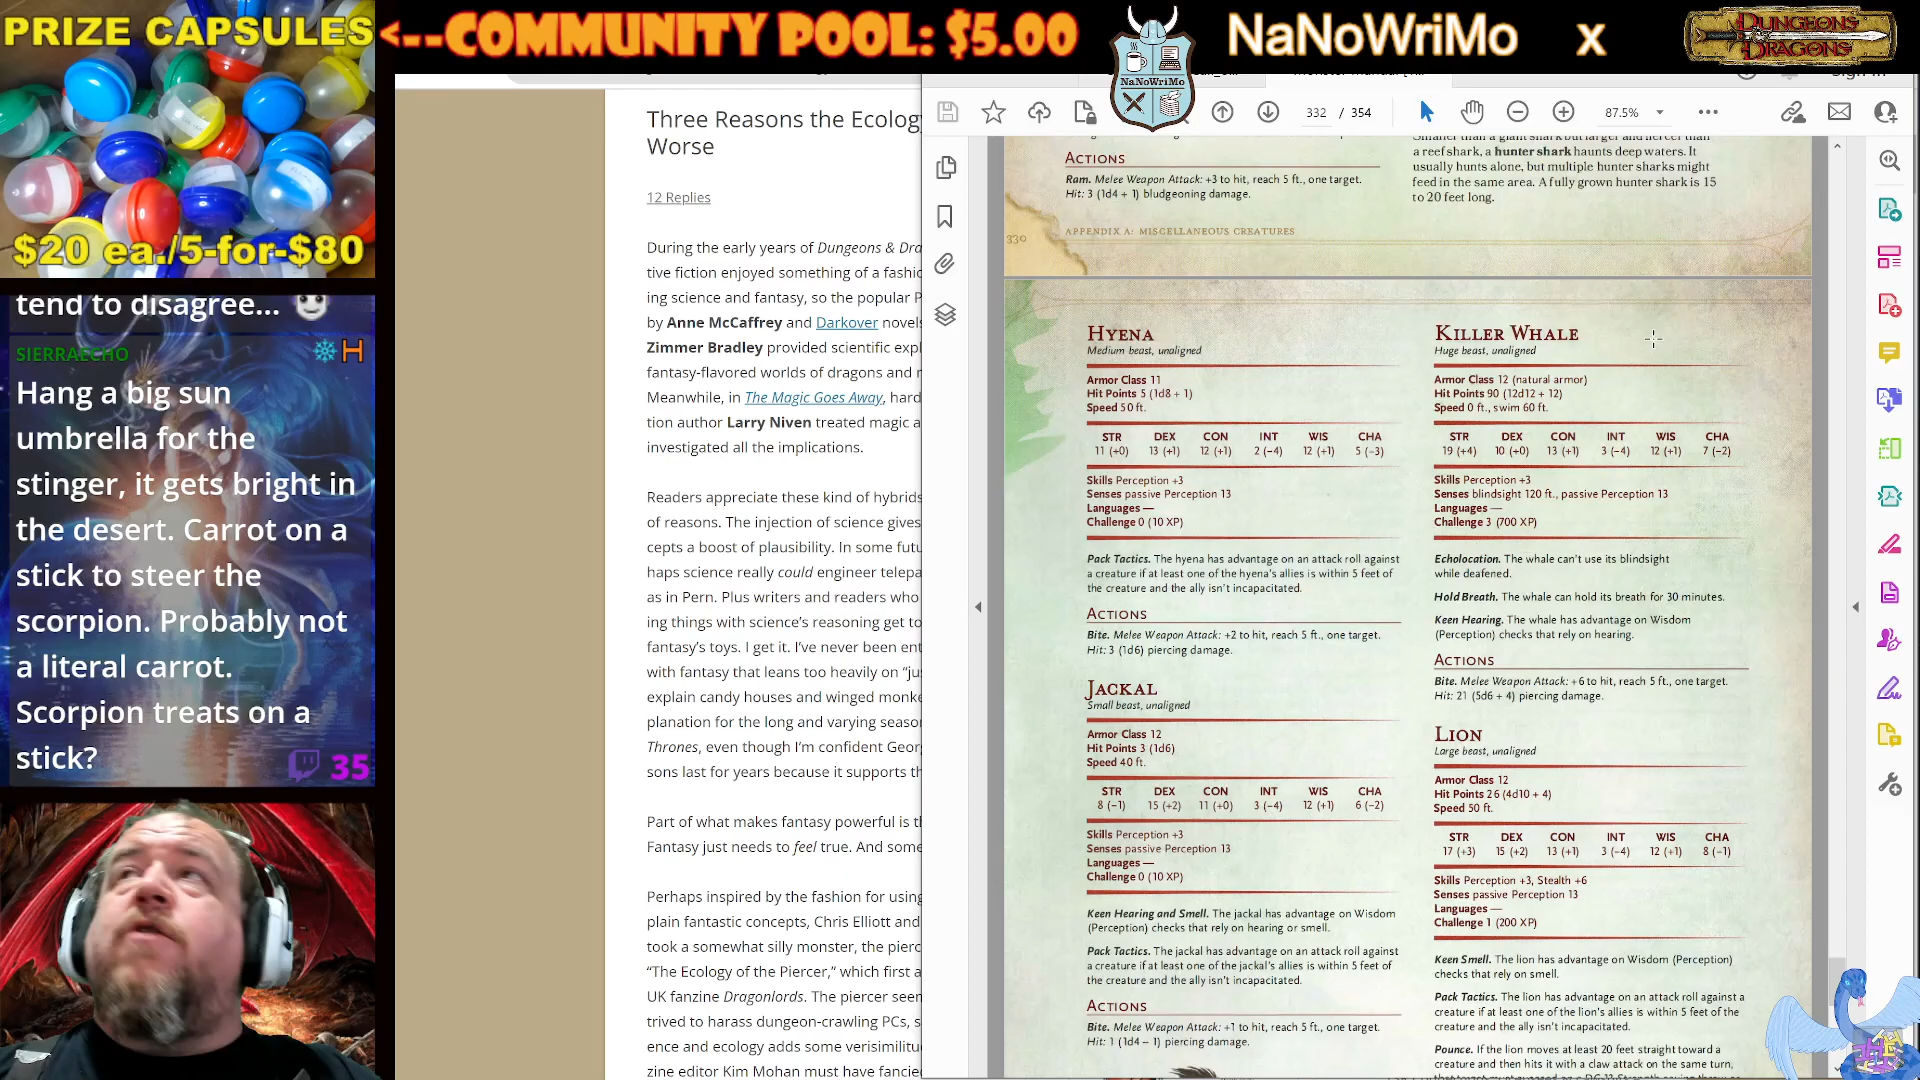 PRIZE CAPSULES
<--COMMUNITY POOL: $5.00
NaNoWriMo
NaNoWriMo x
DUNGEONS
DRAGONS
$20 ea./5-for-$80
tend to disagree...
SIERRAECHO
Hang a big sun
umbrella for the
stinger, it gets bright in
the desert. Carrot on a
stick to steer the
scorpion. Probably not
a literal carrot.
Scorpion treats on a
stick?
35
Three Reasons the Ecology
Worse
12 Replies
During the early years of Dungeons & Dra
tive fiction enjoyed something of a fashio
ing science and fantasy, so the popular P
by Anne McCaffrey and Darkover novels
Zimmer Bradley provided scientific expl
fantasy-flavored worlds of dragons and
Meanwhile, in The Magic Goes Away, hard
tion author Larry Niven treated magic a
investigated all the implications.
Readers appreciate these kind of hybrids
of reasons. The injection of science gives
cepts a boost of plausibility. In some futu
haps science really could engineer telepa
as in Pern. Plus writers and readers who
ing things with science's reasoning get to
fantasy's toys. I get it. I've never been ent
with fantasy that leans too heavily on "ju
explain candy houses and winged monke
planation for the long and varying seaso
Thrones, even though I'm confident Geor
sons last for years because it supports th
Part of what makes fantasy powerful is th
Fantasy just needs to feel true. And some
Perhaps inspired by the fashion for using
plain fantastic concepts, Chris Elliott and
took a somewhat silly monster, the pierc
"The Ecology of the Piercer," which first a
UK fanzine Dragonlords. The piercer seem
trived to harass dungeon-crawling PCs, s
ence and ecology adds some verisimilitu
zine editor Kim Mohan must have fancie
332 / 354
87.5%
ACTIONS
Ram. Melee Weapon Attack: +3 to hit, reach 5 ft., one target.
Hit: 3 (1d4 + 1) bludgeoning damage.
330
APPENDIX A: MISCELLANEOUS CREATURES
Smaller than a giant shark but larger and fiercer than
a reef shark, a hunter shark haunts deep waters. It
usually hunts alone, but multiple hunter sharks might
feed in the same area. A fully grown hunter shark is 15
to 20 feet long.
HYENA
Medium beast, unaligned
Armor Class 11
Hit Points 5 (1d8 + 1)
Speed 50 ft.
STR DEX CON INT WIS CHA
11 (+0) 13 (+1) 12 (+1) 2 (−4) 12 (+1) 5 (−3)
Skills Perception +3
Senses passive Perception 13
Languages —
Challenge 0 (10 XP)
Pack Tactics. The hyena has advantage on an attack roll against
a creature if at least one of the hyena's allies is within 5 feet of
the creature and the ally isn't incapacitated.
ACTIONS
Bite. Melee Weapon Attack: +2 to hit, reach 5 ft., one target.
Hit: 3 (1d6) piercing damage.
JACKAL
Small beast, unaligned
Armor Class 12
Hit Points 3 (1d6)
Speed 40 ft.
STR DEX CON INT WIS CHA
8 (−1) 15 (+2) 11 (+0) 3 (−4) 12 (+1) 6 (−2)
Skills Perception +3
Senses passive Perception 13
Languages —
Challenge 0 (10 XP)
Keen Hearing and Smell. The jackal has advantage on Wisdom
(Perception) checks that rely on hearing or smell.
Pack Tactics. The jackal has advantage on an attack roll against
a creature if at least one of the jackal's allies is within 5 feet of
the creature and the ally isn't incapacitated.
ACTIONS
Bite. Melee Weapon Attack: +1 to hit, reach 5 ft., one target.
Hit: 1 (1d4 − 1) piercing damage.
KILLER WHALE
Huge beast, unaligned
Armor Class 12 (natural armor)
Hit Points 90 (12d12 + 12)
Speed 0 ft., swim 60 ft.
STR DEX CON INT WIS CHA
19 (+4) 10 (+0) 13 (+1) 3 (−4) 12 (+1) 7 (−2)
Skills Perception +3
Senses blindsight 120 ft., passive Perception 13
Languages —
Challenge 3 (700 XP)
Echolocation. The whale can't use its blindsight
while deafened.
Hold Breath. The whale can hold its breath for 30 minutes.
Keen Hearing. The whale has advantage on Wisdom
(Perception) checks that rely on hearing.
ACTIONS
Bite. Melee Weapon Attack: +6 to hit, reach 5 ft., one target.
Hit: 21 (5d6 + 4) piercing damage.
LION
Large beast, unaligned
Armor Class 12
Hit Points 26 (4d10 + 4)
Speed 50 ft.
STR DEX CON INT WIS CHA
17 (+3) 15 (+2) 13 (+1) 3 (−4) 12 (+1) 8 (−1)
Skills Perception +3, Stealth +6
Senses passive Perception 13
Languages —
Challenge 1 (200 XP)
Keen Smell. The lion has advantage on Wisdom (Perception)
checks that rely on smell.
Pack Tactics. The lion has advantage on an attack roll against a
creature if at least one of the lion's allies is within 5 feet of the
creature and the ally isn't incapacitated.
Pounce. If the lion moves at least 20 feet straight toward a
creature and then hits it with a claw attack on the same turn,